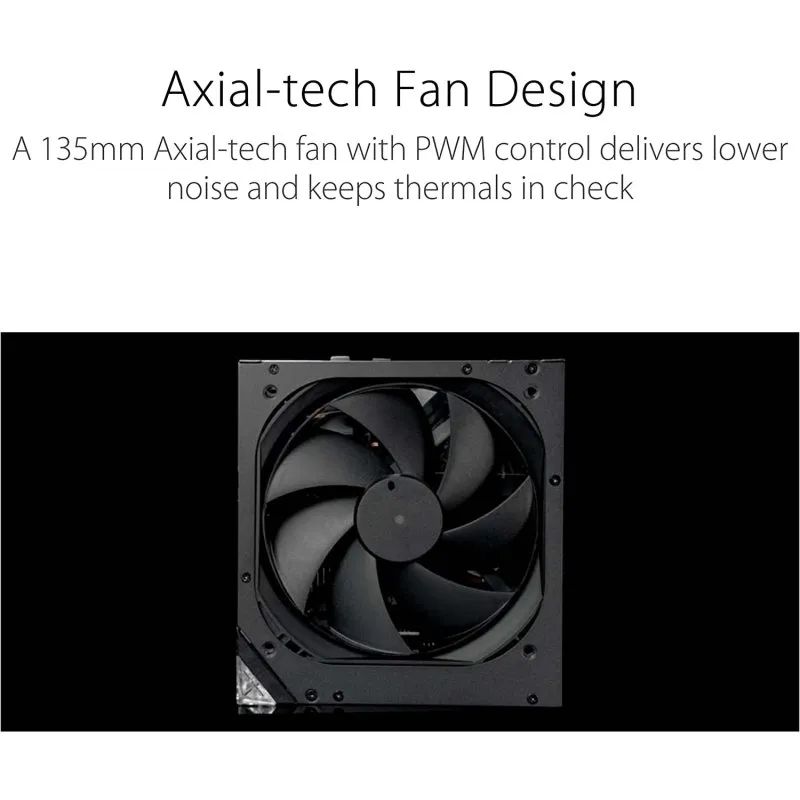 Axial-tech Fan Design
A 135mm Axial-tech fan with PWM control delivers lower
noise and keeps thermals in check